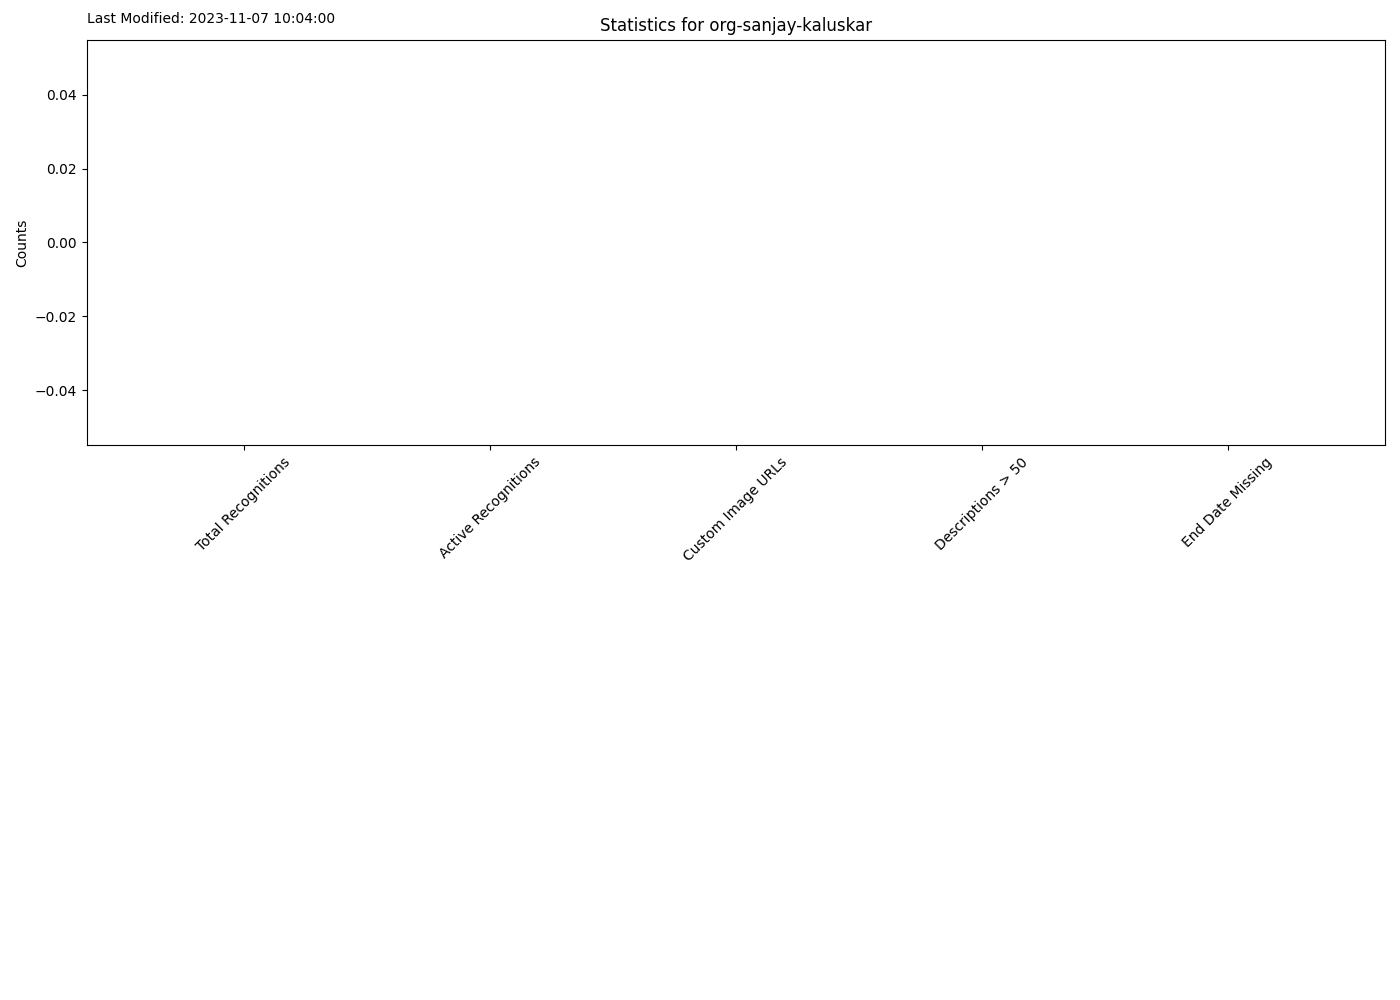 Last Modified: 2023-11-07 10:04:00
Statistics for org-sanjay-kaluskar
0.04
0.02
0.00
−0.02
−0.04
Counts
Total Recognitions
Active Recognitions
Custom Image URLs
Descriptions > 50
End Date Missing